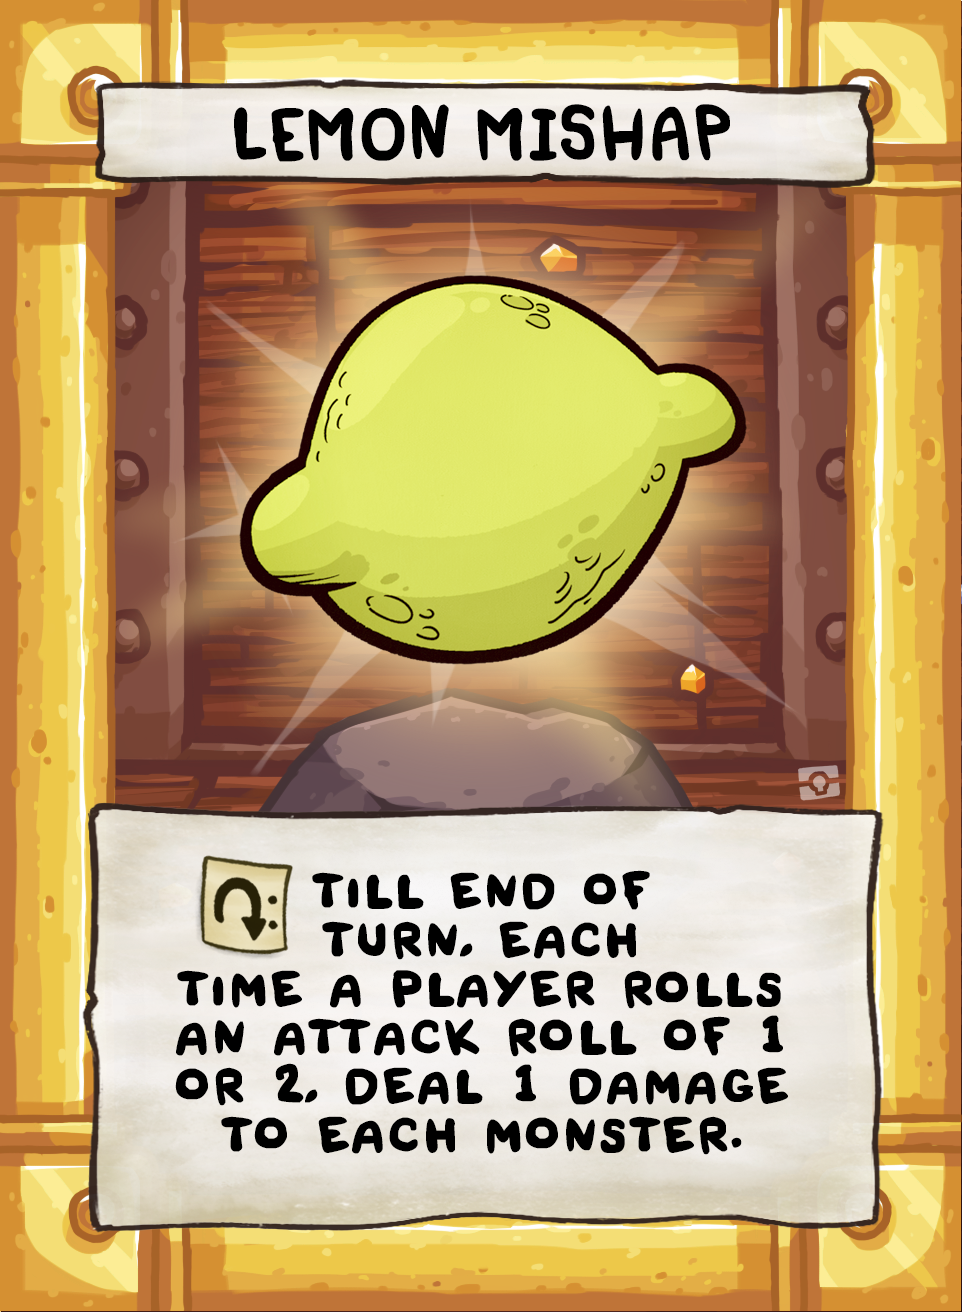 LEMON MISHAP
TILL END OF
TURN, EACH
TIME A PLAYER ROLLS
AN ATTACK ROLL OF 1
OR 2, DEAL 1 DAMAGE
TO EACH MONSTER.